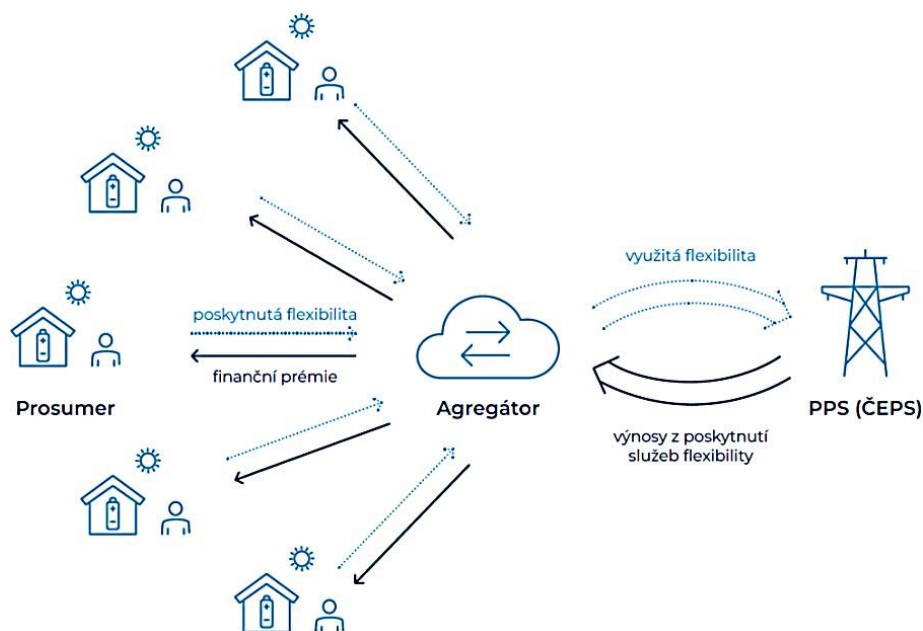 využitá flexibilita
poskytnutá flexibilita
finanční prémie
Prosumer
Agregátor
PPS (ČEPS)
výnosy z poskytnutí
služeb flexibility